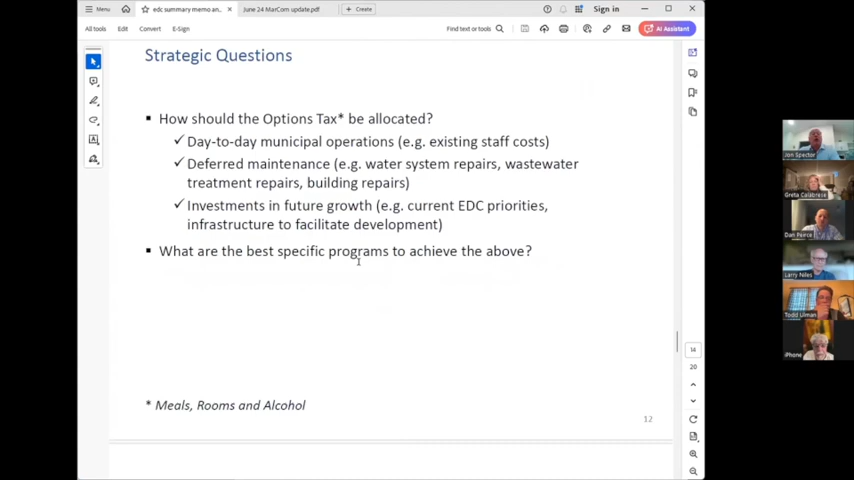 Menu
edc summary memo an...
June 24 MarCom update.pdf
+ Create
Sign in
All tools Edit Convert E-Sign
Find text or tools
AI Assistant
Strategic Questions
▪ How should the Options Tax* be allocated?
✓ Day-to-day municipal operations (e.g. existing staff costs)
✓ Deferred maintenance (e.g. water system repairs, wastewater
treatment repairs, building repairs)
✓ Investments in future growth (e.g. current EDC priorities,
infrastructure to facilitate development)
▪ What are the best specific programs to achieve the above?
* Meals, Rooms and Alcohol
12
14
20
Jon Spector
Greta Calabrese
Dan Peirce
Larry Niles
Todd Ulman
iPhone